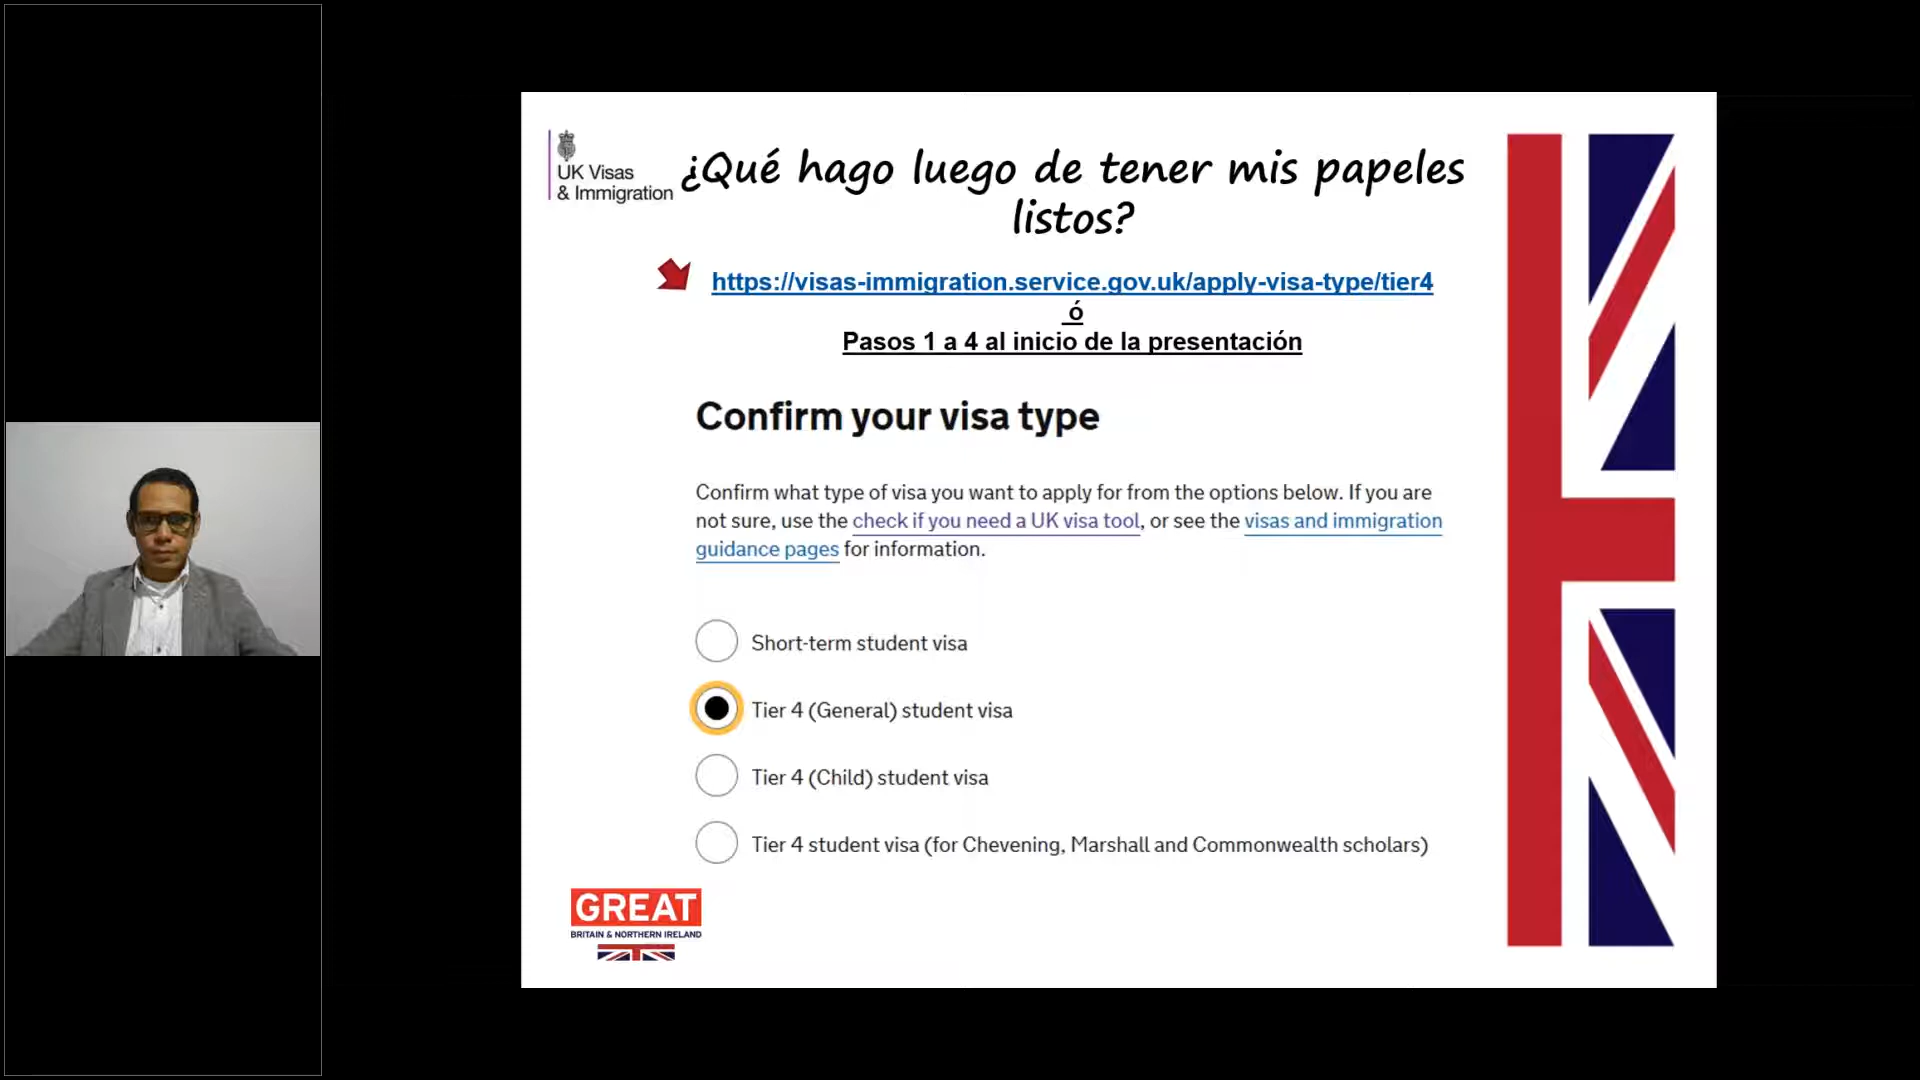 UK Visas
& Immigration
¿Qué hago luego de tener mis papeles
listos?
https://visas-immigration.service.gov.uk/apply-visa-type/tier4
ó
Pasos 1 a 4 al inicio de la presentación
Confirm your visa type
Confirm what type of visa you want to apply for from the options below. If you are
not sure, use the check if you need a UK visa tool, or see the visas and immigration
guidance pages for information.
Short-term student visa
Tier 4 (General) student visa
Tier 4 (Child) student visa
Tier 4 student visa (for Chevening, Marshall and Commonwealth scholars)
GREAT
BRITAIN & NORTHERN IRELAND